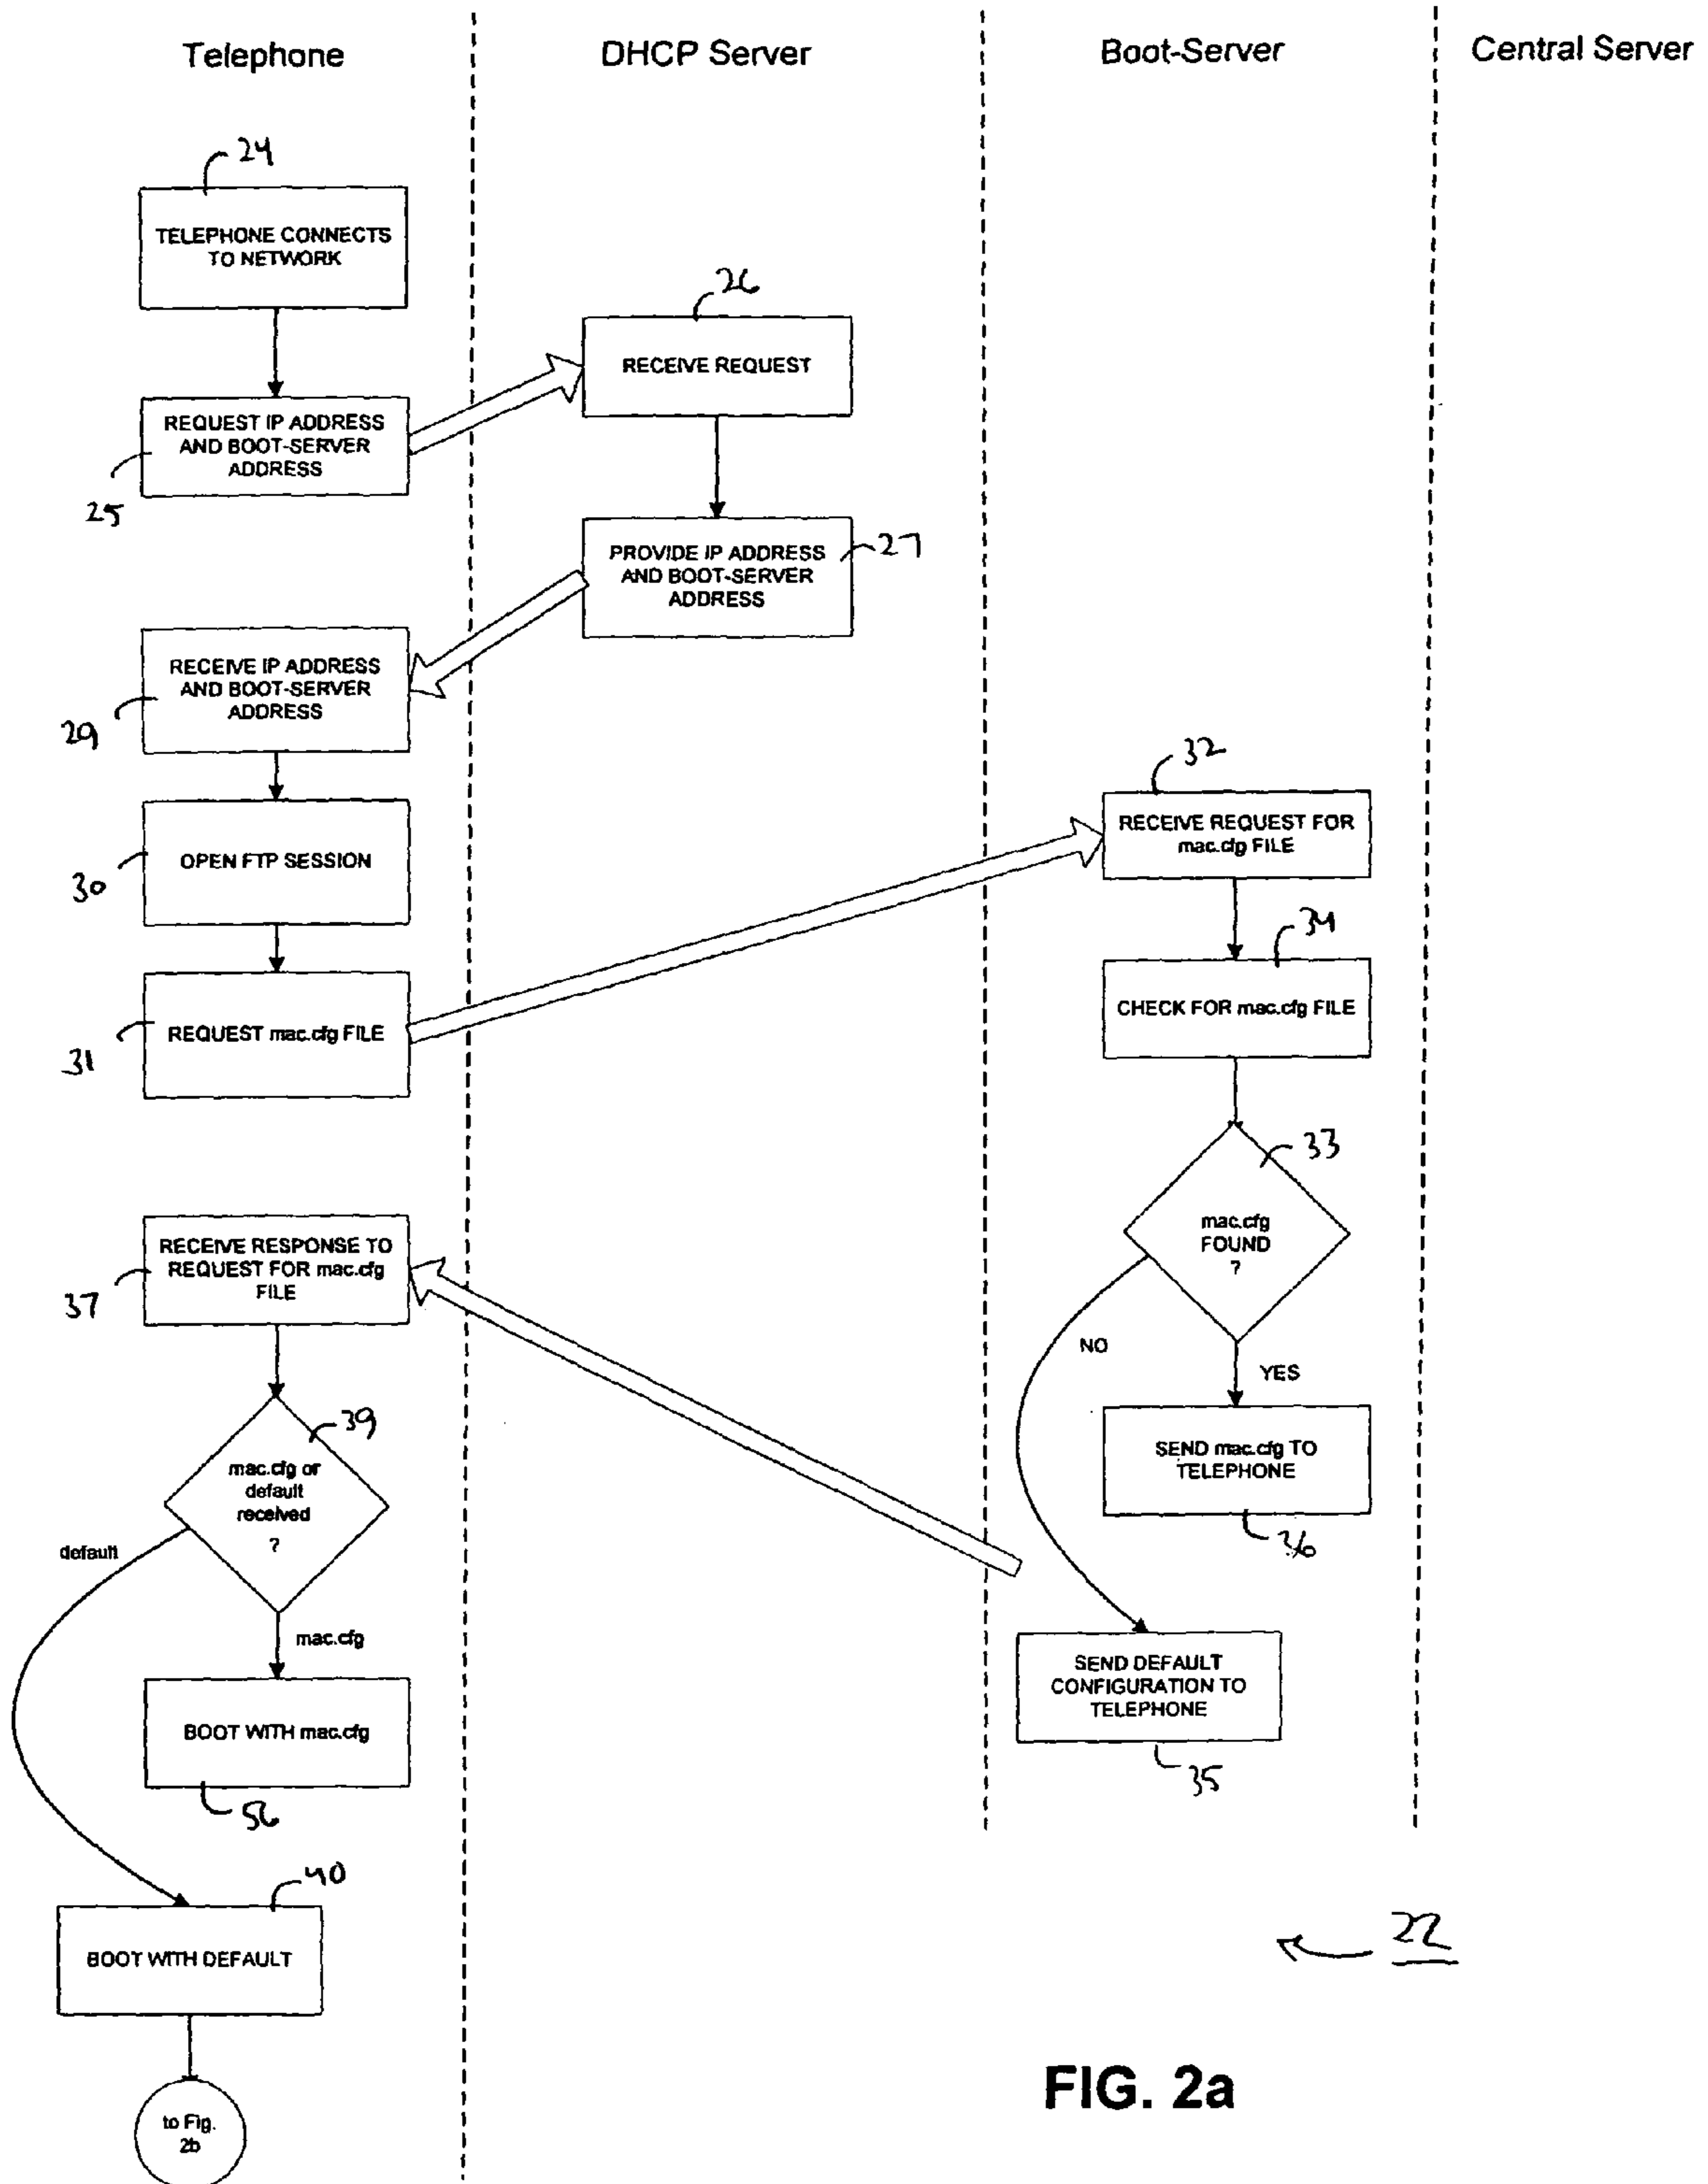 Telephone
DHCP Server
Boot-Server
Central Server
24
TELEPHONE CONNECTS
TO NETWORK
26
RECEIVE REQUEST
REQUEST IP ADDRESS
AND BOOT-SERVER
ADDRESS
25
PROVIDE IP ADDRESS
AND BOOT-SERVER
ADDRESS
27
RECEIVE IP ADDRESS
AND BOOT-SERVER
ADDRESS
29
32
RECEIVE REQUEST FOR
mac.cfg FILE
OPEN FTP SESSION
30
34
CHECK FOR mac.cfg FILE
REQUEST mac.cfg FILE
31
33
mac.cfg
FOUND
?
NO
YES
RECEIVE RESPONSE TO
REQUEST FOR mac.cfg
FILE
37
39
mac.cfg or
default
received
?
default
mac.cfg
SEND mac.cfg TO
TELEPHONE
36
SEND DEFAULT
CONFIGURATION TO
TELEPHONE
35
BOOT WITH mac.cfg
56
40
BOOT WITH DEFAULT
22
to Fig.
2b
FIG. 2a